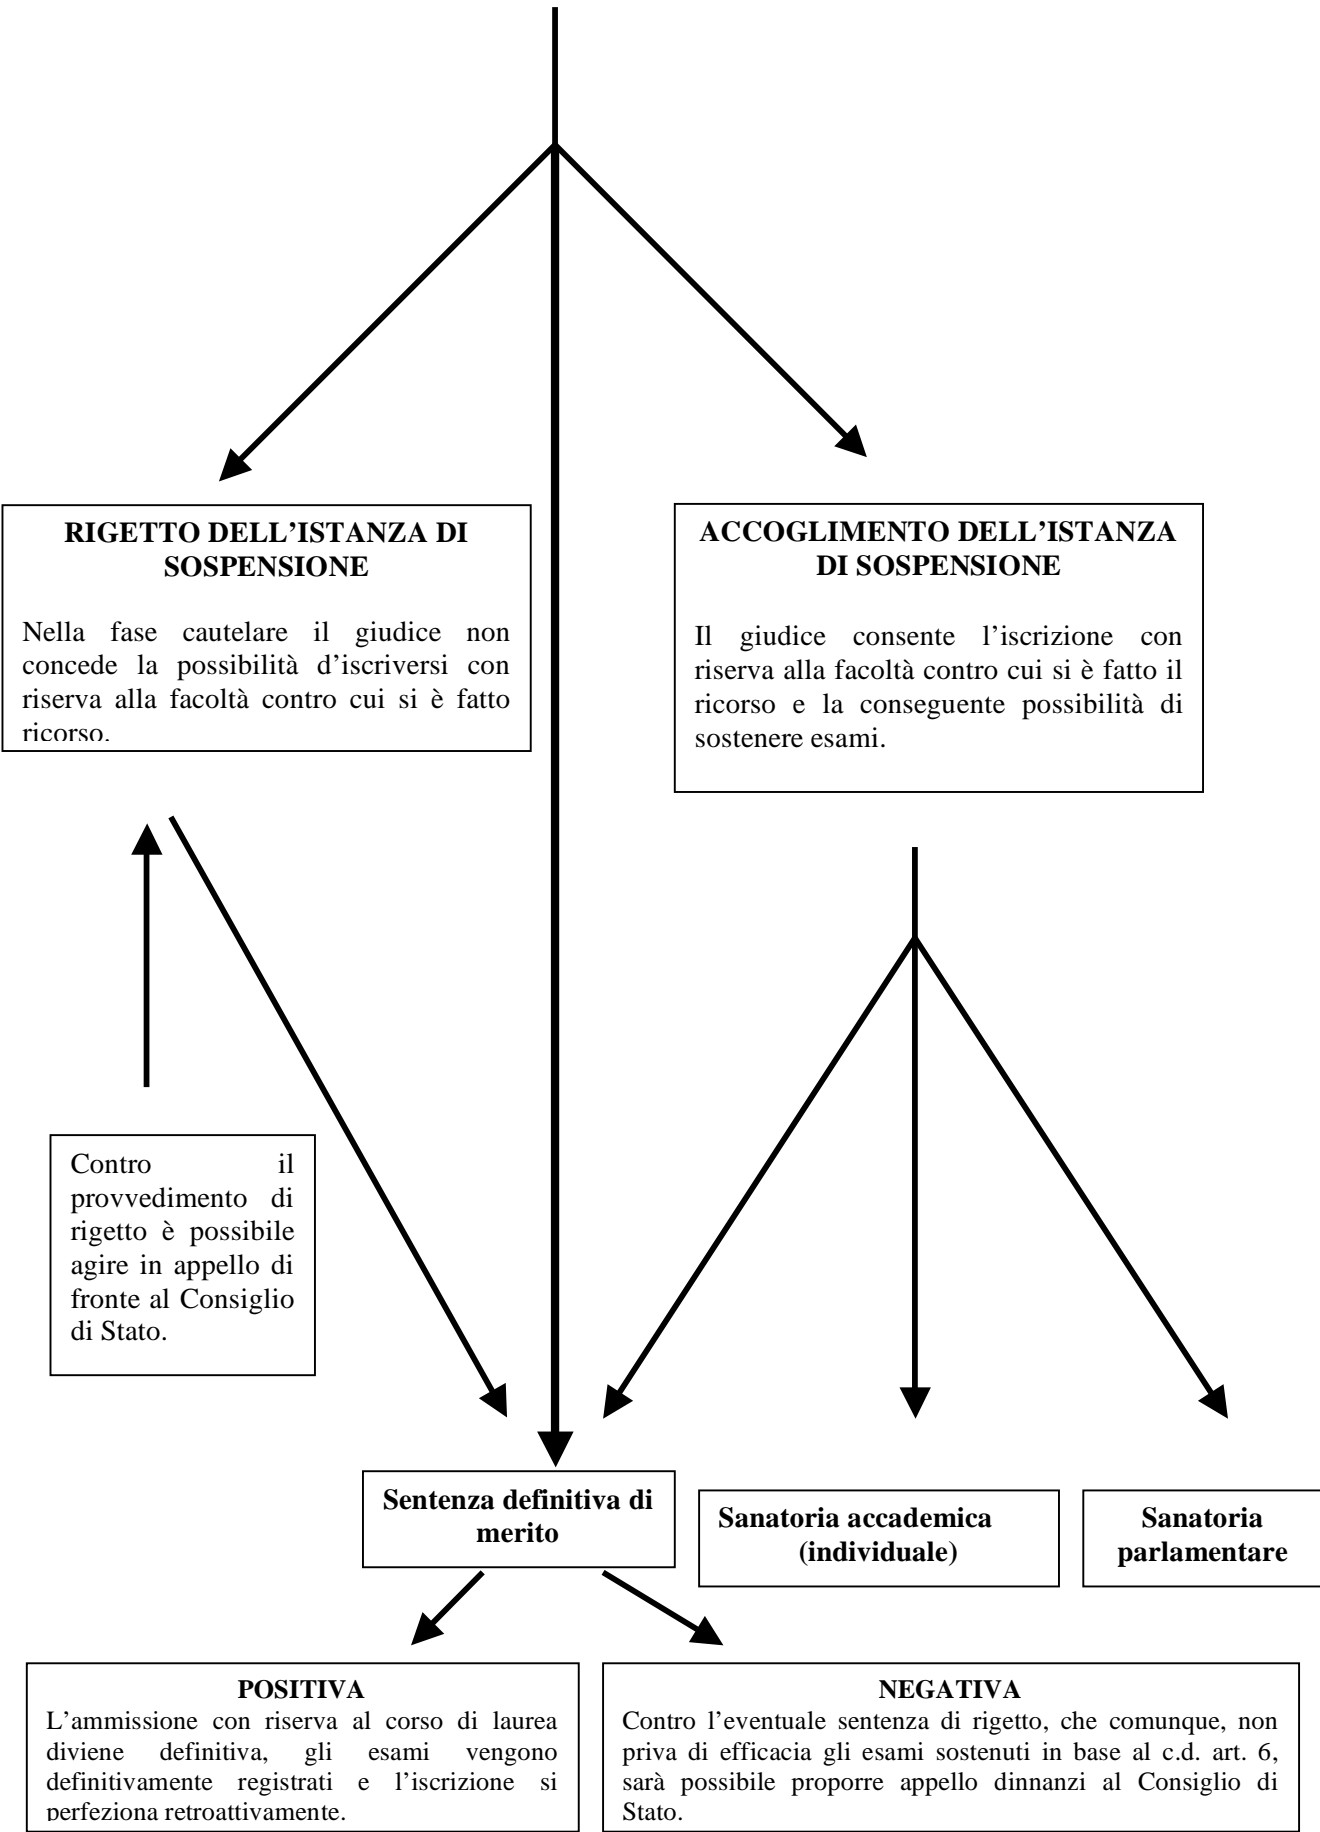 RIGETTO DELL’ISTANZA DI
SOSPENSIONE
Nella fase cautelare il giudice non
concede la possibilità d’iscriversi con
riserva alla facoltà contro cui si è fatto
ricorso.
ACCOGLIMENTO DELL’ISTANZA
DI SOSPENSIONE
Il giudice consente l’iscrizione con
riserva alla facoltà contro cui si è fatto il
ricorso e la conseguente possibilità di
sostenere esami.
Contro il
provvedimento di
rigetto è possibile
agire in appello di
fronte al Consiglio
di Stato.
Sentenza definitiva di
merito
Sanatoria accademica
(individuale)
Sanatoria
parlamentare
POSITIVA
L’ammissione con riserva al corso di laurea
diviene definitiva, gli esami vengono
definitivamente registrati e l’iscrizione si
perfeziona retroattivamente.
NEGATIVA
Contro l’eventuale sentenza di rigetto, che comunque, non
priva di efficacia gli esami sostenuti in base al c.d. art. 6,
sarà possibile proporre appello dinnanzi al Consiglio di
Stato.